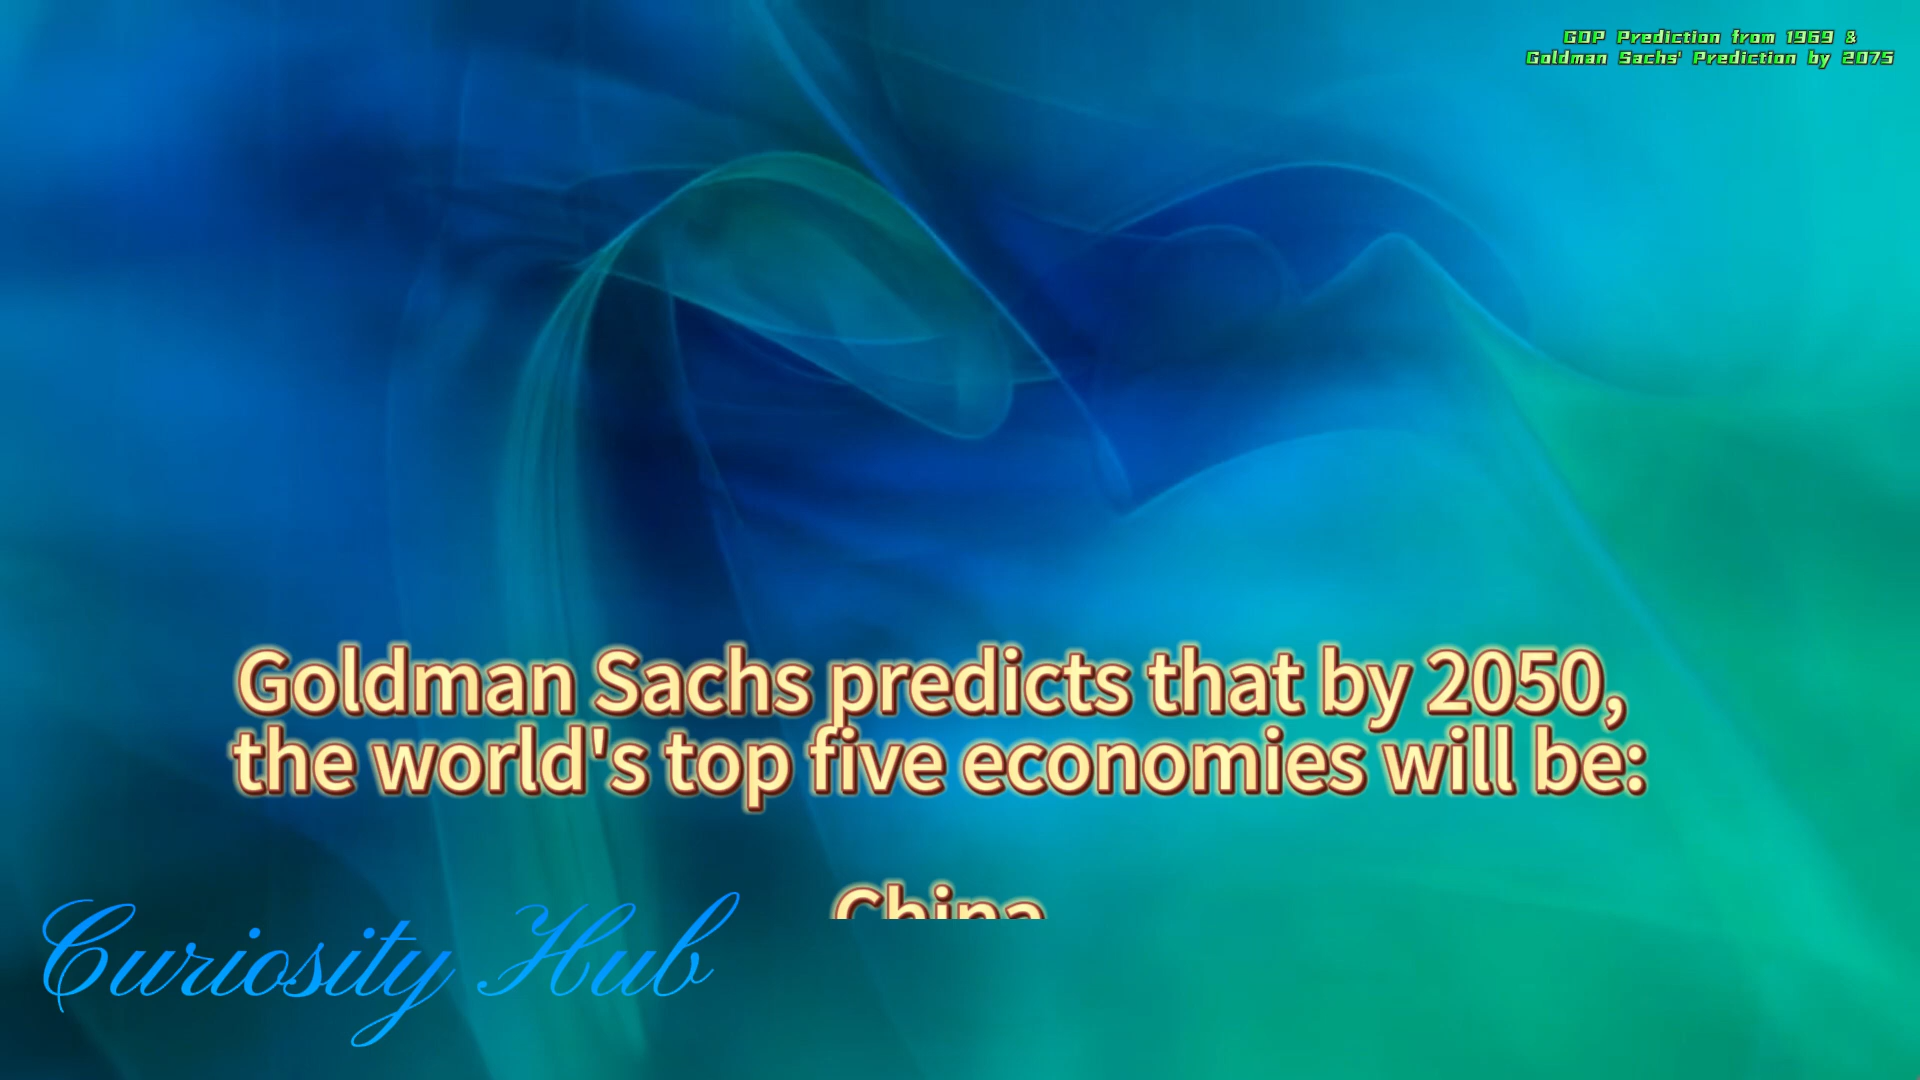 GDP Prediction from 1969 &
Goldman Sachs' Prediction by 2075
Goldman Sachs predicts that by 2050,
the world's top five economies will be:
China
Curiosity Hub